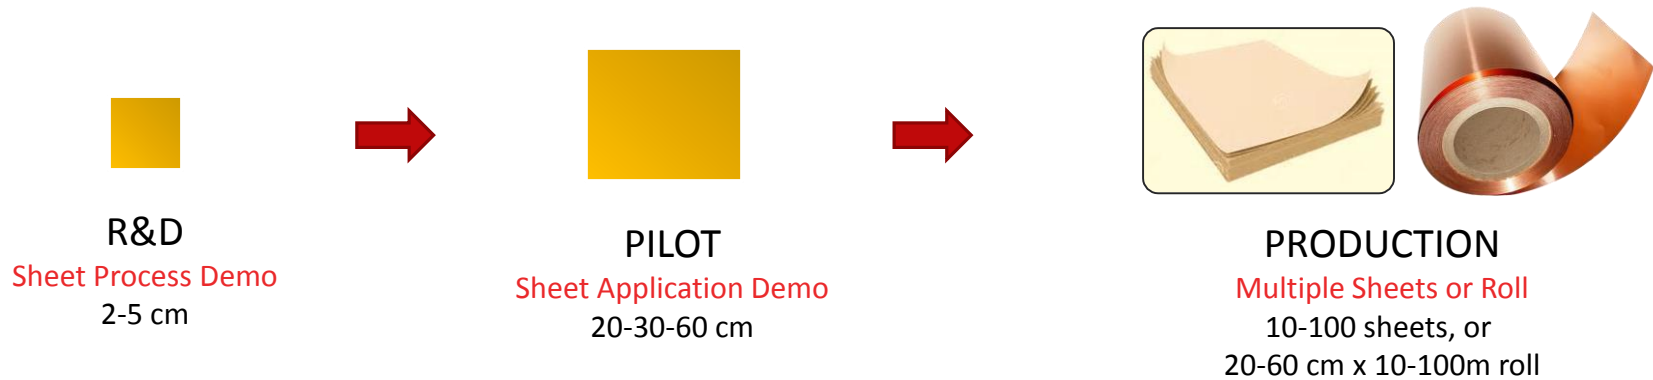 R&D
Sheet Process Demo
2-5 cm
PILOT
Sheet Application Demo
20-30-60 cm
PRODUCTION
Multiple Sheets or Roll
10-100 sheets, or
20-60 cm x 10-100m roll